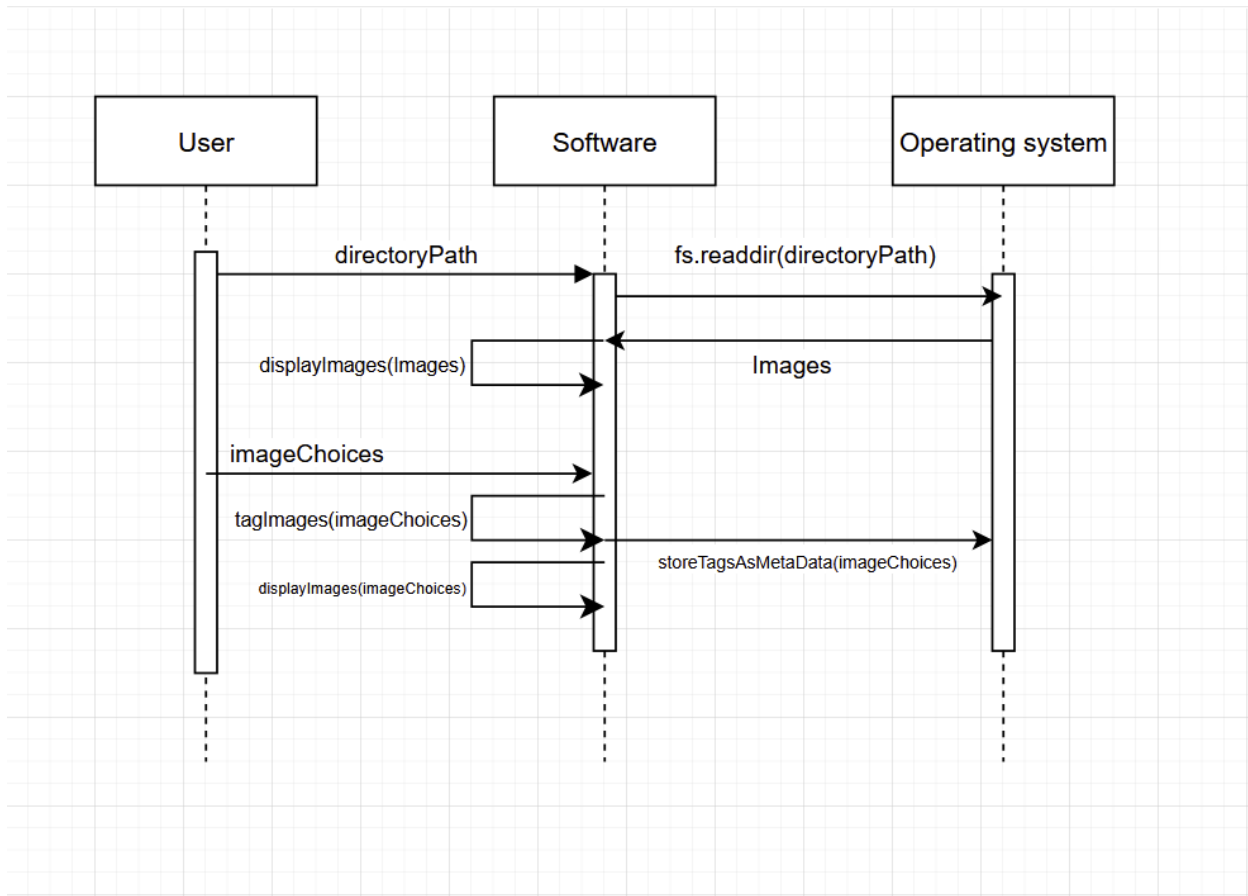 User
Software
Operating system
directoryPath
fs.readdir(directoryPath)
displayImages(Images)
Images
imageChoices
tagImages(imageChoices)
storeTagsAsMetaData(imageChoices)
displayImages(imageChoices)